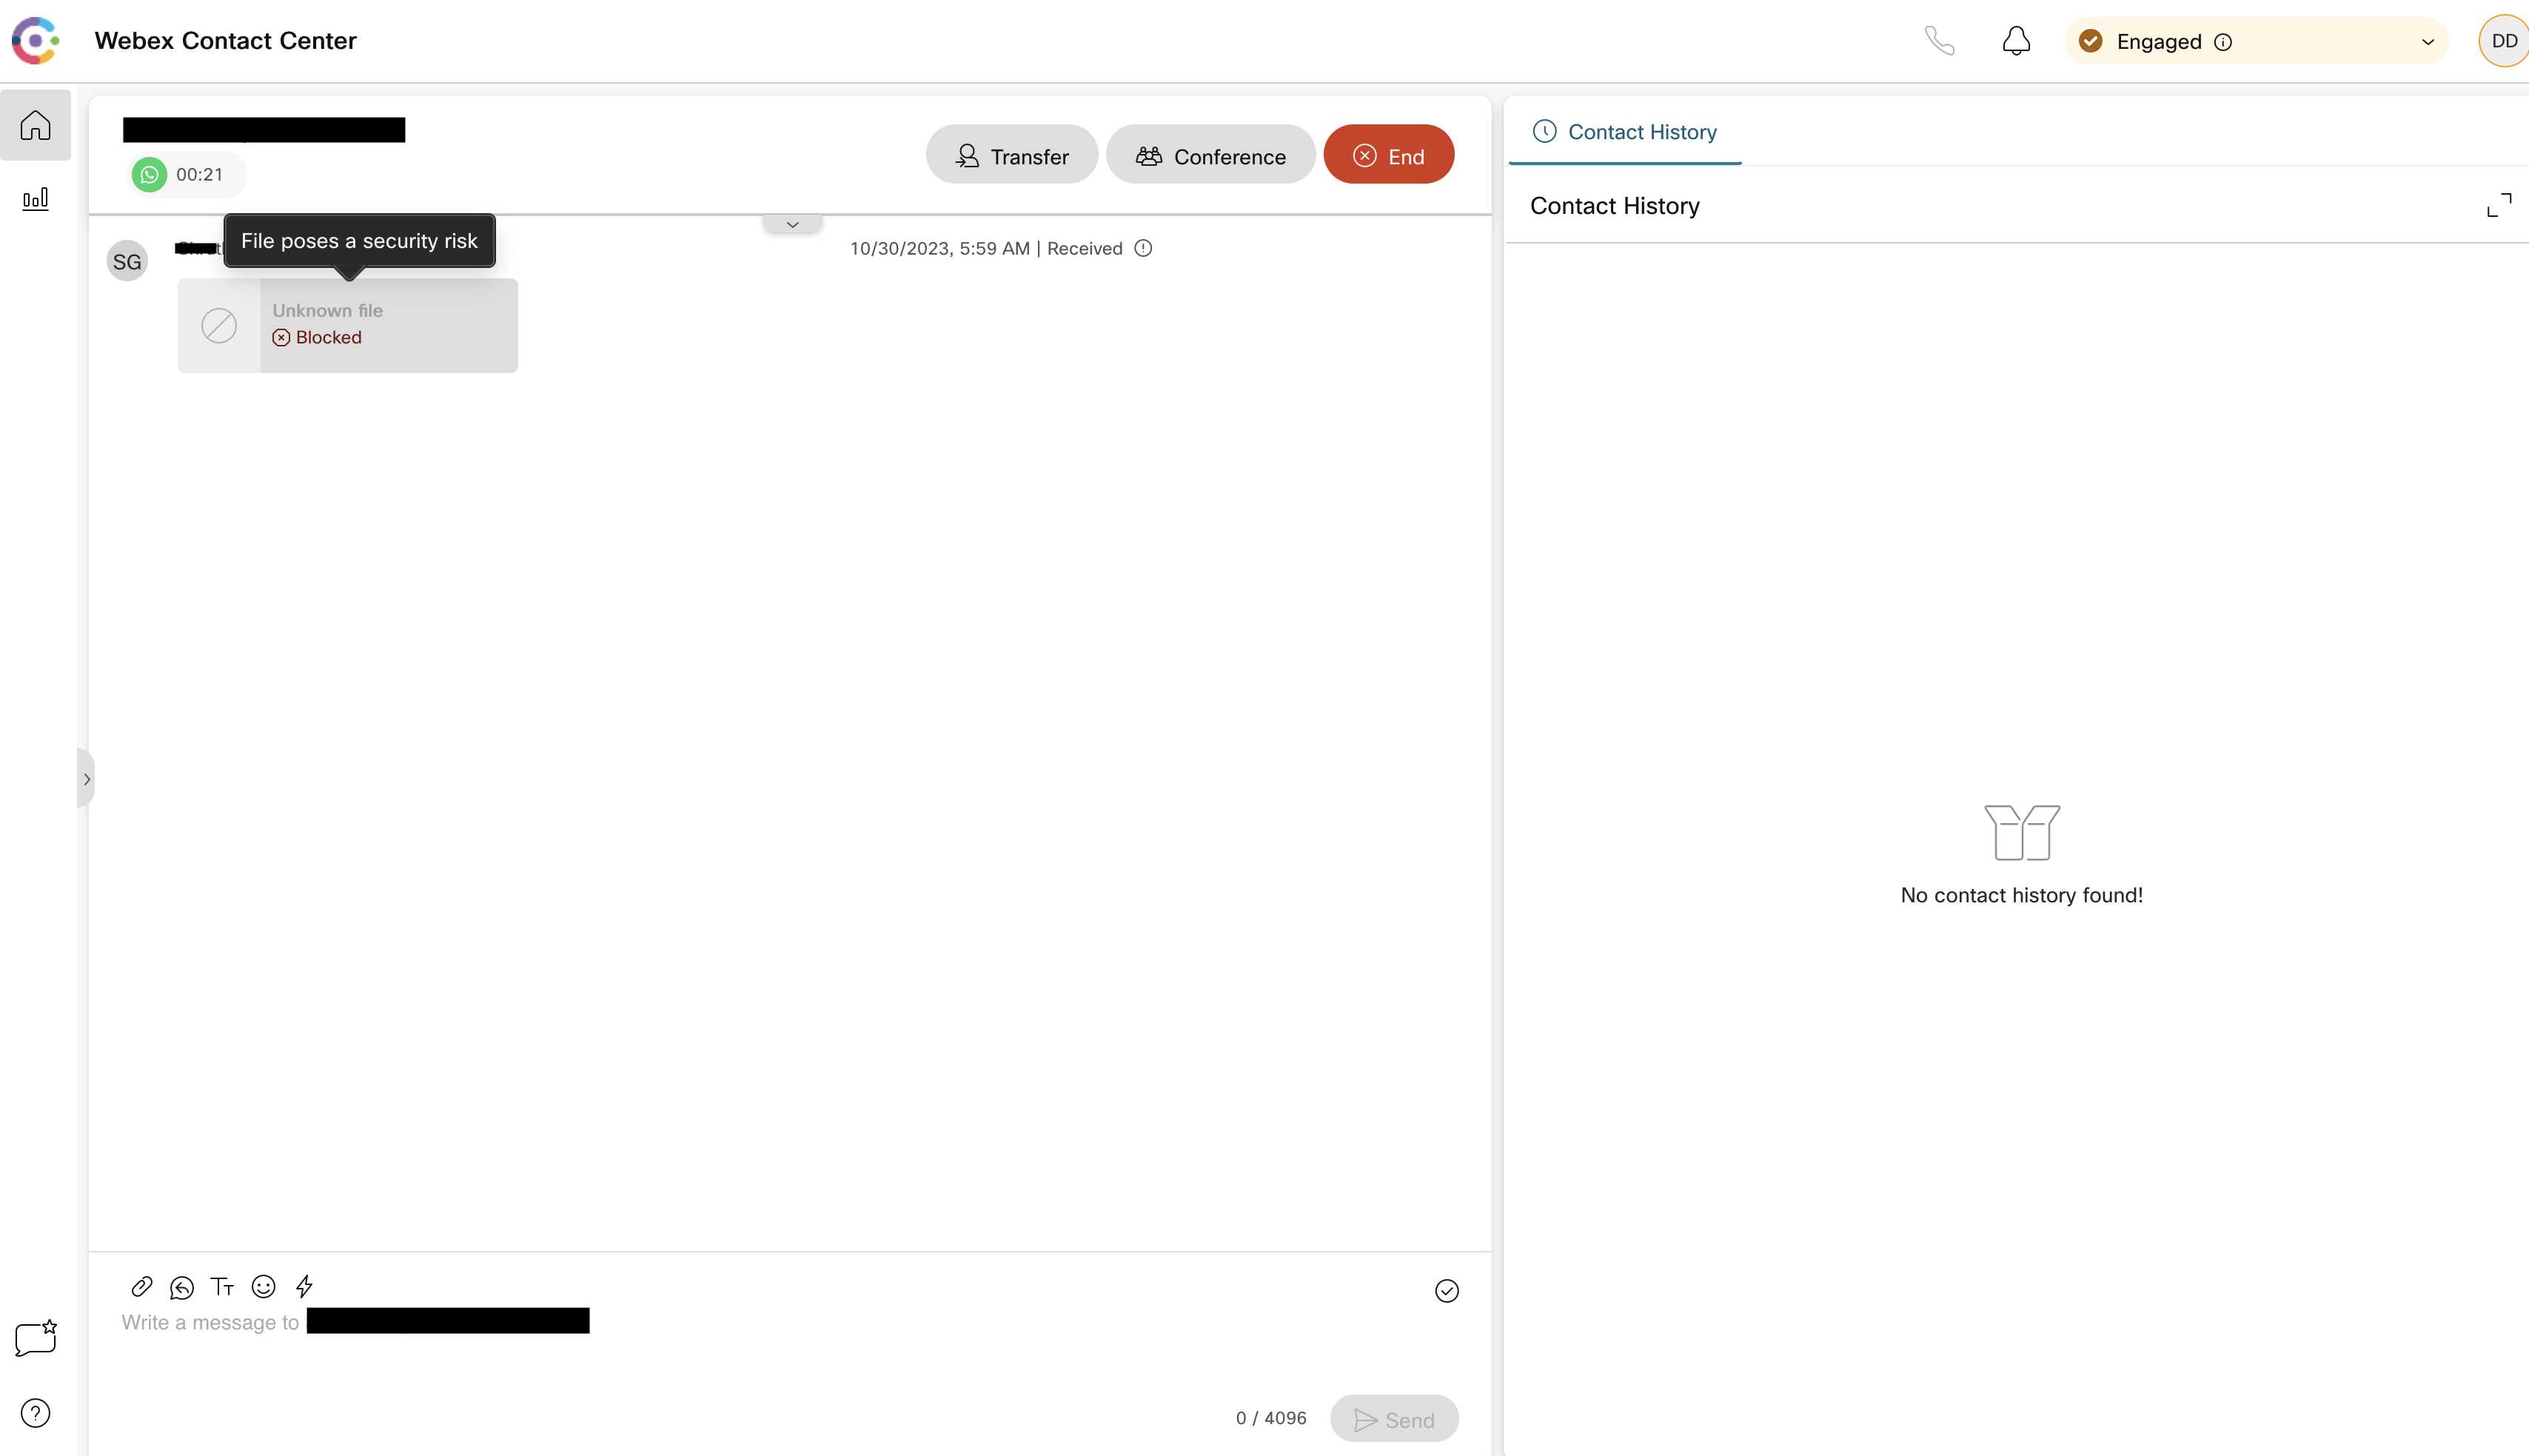 Webex Contact Center
Engaged
DD
00:21
Transfer
Conference
End
Contact History
Contact History
File poses a security risk
SG
10/30/2023, 5:59 AM | Received
Unknown file
Blocked
No contact history found!
Write a message to
0 / 4096
Send